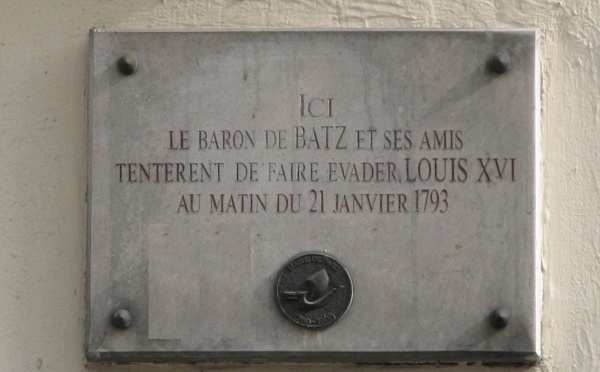 ICI
LE BARON DE BATZ ET SES AMIS
TENTERENT DE FAIRE EVADER LOUIS XVI
AU MATIN DU 21 JANVIER 1793